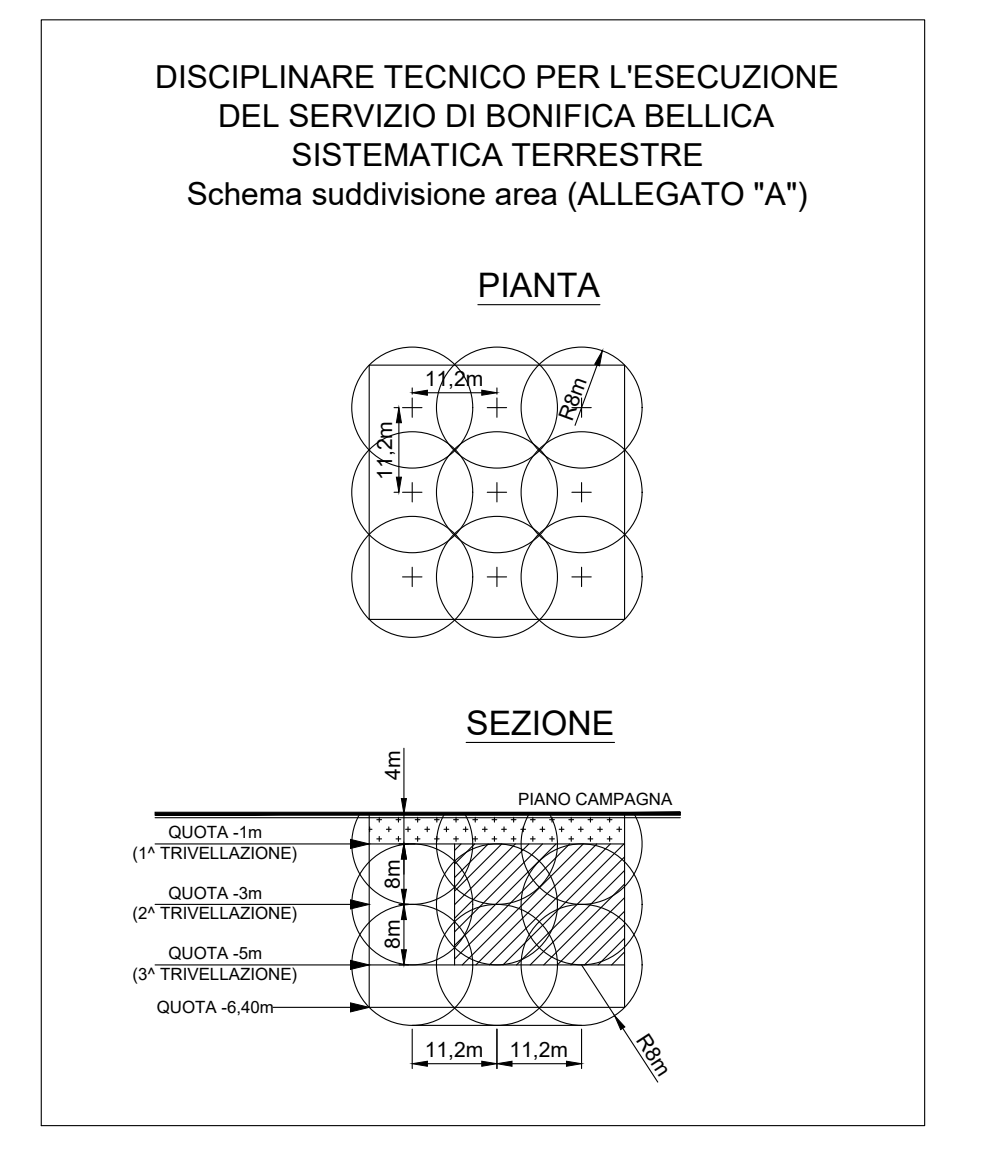 DISCIPLINARE TECNICO PER L'ESECUZIONE
DEL SERVIZIO DI BONIFICA BELLICA
SISTEMATICA TERRESTRE
Schema suddivisione area (ALLEGATO "A")
PIANTA
11,2m
R8m
11,2m
SEZIONE
4m
PIANO CAMPAGNA
QUOTA -1m
(1^ TRIVELLAZIONE)
8m
QUOTA -3m
(2^ TRIVELLAZIONE)
8m
QUOTA -5m
(3^ TRIVELLAZIONE)
QUOTA -6,40m
11,2m
11,2m
R8m